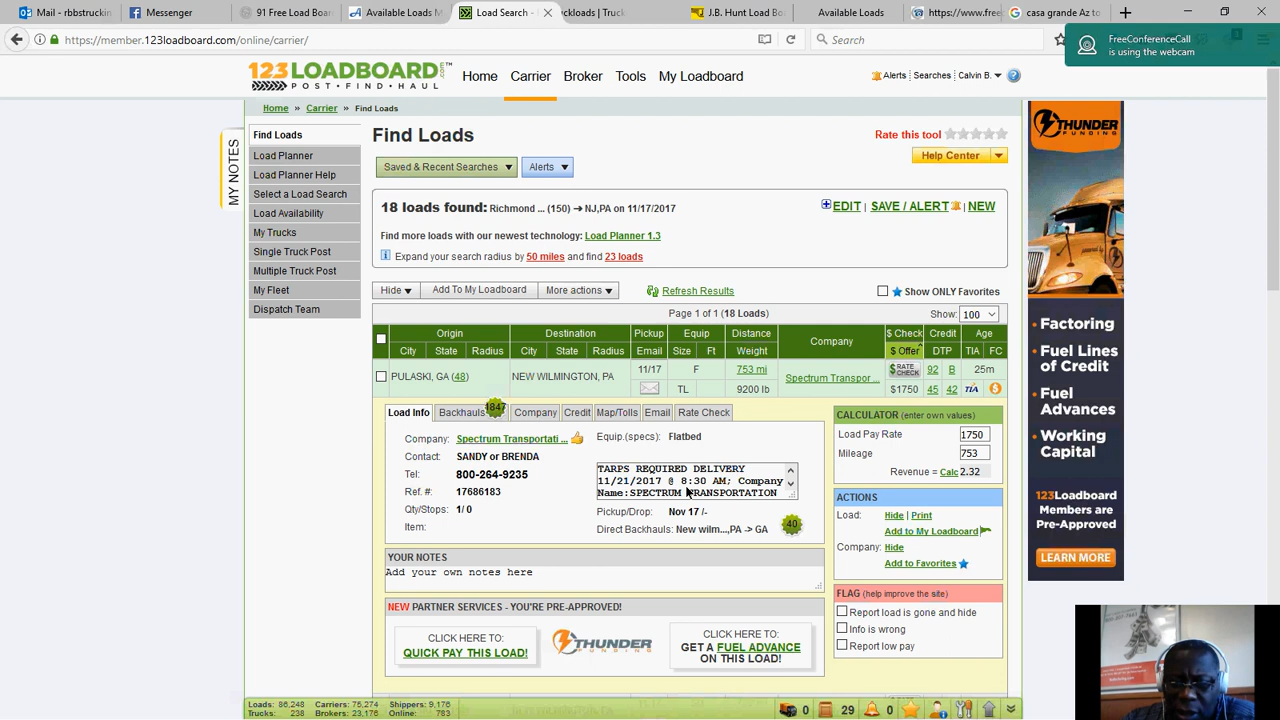 Mail - rbbstruckin
Messenger
91 Free Load Board
Available Loads M
Load Search -
ckloads | Truck
J.B. Hunt Load Boa
Available Loads
https://www.free
casa grande Az to
https://member.123loadboard.com/online/carrier/
Search
FreeConferenceCall
is using the webcam
123LOADBOARD.COM
POST · FIND · HAUL
Home
Carrier
Broker
Tools
My Loadboard
Alerts
Searches
Calvin B.
Home » Carrier » Find Loads
MY NOTES
Find Loads
Load Planner
Load Planner Help
Select a Load Search
Load Availability
My Trucks
Single Truck Post
Multiple Truck Post
My Fleet
Dispatch Team
Find Loads
Rate this tool
Saved & Recent Searches
Alerts
Help Center
18 loads found: Richmond ... (150) ➔ NJ,PA on 11/17/2017
EDIT | SAVE / ALERT | NEW
Find more loads with our newest technology: Load Planner 1.3
Expand your search radius by 50 miles and find 23 loads
Hide
Add To My Loadboard
More actions
Refresh Results
Show ONLY Favorites
Page 1 of 1 (18 Loads)
Show: 100
Origin Destination Pickup Equip Distance Company $ Check Credit Age
City State Radius City State Radius Email Size Ft Weight $ Offer DTP TIA FC
PULASKI, GA (48) NEW WILMINGTON, PA 11/17 F 753 mi Spectrum Transpor ... RATE CHECK 92 B 25m
TL 9200 lb $1750 45 42 TIA
Load Info
Backhauls
1847
Company
Credit
Map/Tolls
Email
Rate Check
Company: Spectrum Transportati ...
Contact: SANDY or BRENDA
Tel: 800-264-9235
Ref. #: 17686183
Qty/Stops: 1/ 0
Item:
Equip.(specs): Flatbed
TARPS REQUIRED DELIVERY
11/21/2017 @ 8:30 AM; Company
Name:SPECTRUM TRANSPORTATION
Pickup/Drop: Nov 17 /-
Direct Backhauls: New wilm...,PA -> GA
40
YOUR NOTES
Add your own notes here
NEW PARTNER SERVICES - YOU'RE PRE-APPROVED!
CLICK HERE TO:
QUICK PAY THIS LOAD!
THUNDER
FUNDING
CLICK HERE TO:
GET A FUEL ADVANCE
ON THIS LOAD!
CALCULATOR (enter own values)
Load Pay Rate 1750
Mileage 753
Revenue = Calc 2.32
ACTIONS
Load: Hide | Print
Add to My Loadboard
Company: Hide
Add to Favorites
FLAG (help improve the site)
Report load is gone and hide
Info is wrong
Report low pay
THUNDER
FUNDING
• Factoring
• Fuel Lines
of Credit
• Fuel
Advances
• Working
Capital
123LOADBOARD
Members are
Pre-Approved
LEARN MORE
Loads: 86,248 Carriers: 75,274 Shippers: 9,176
Trucks: 238 Brokers: 23,176 Online: 783
0
29
0